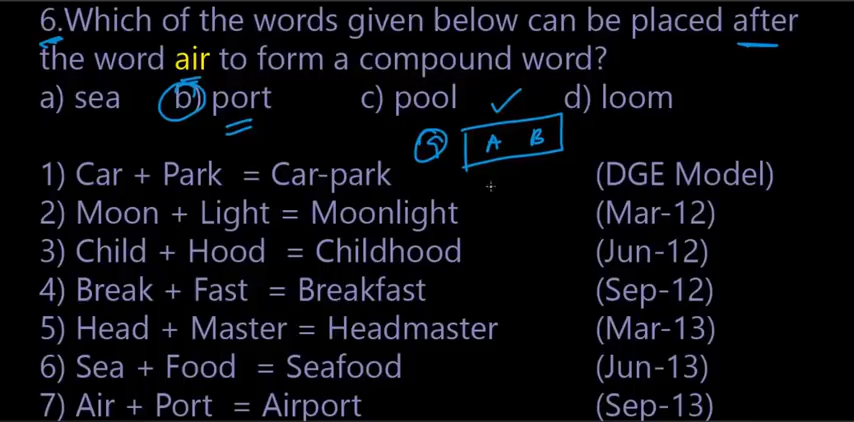 6.Which of the words given below can be placed after
the word air to form a compound word?
a) sea b) port c) pool d) loom
A B
1) Car + Park = Car-park (DGE Model)
2) Moon + Light = Moonlight (Mar-12)
3) Child + Hood = Childhood (Jun-12)
4) Break + Fast = Breakfast (Sep-12)
5) Head + Master = Headmaster (Mar-13)
6) Sea + Food = Seafood (Jun-13)
7) Air + Port = Airport (Sep-13)